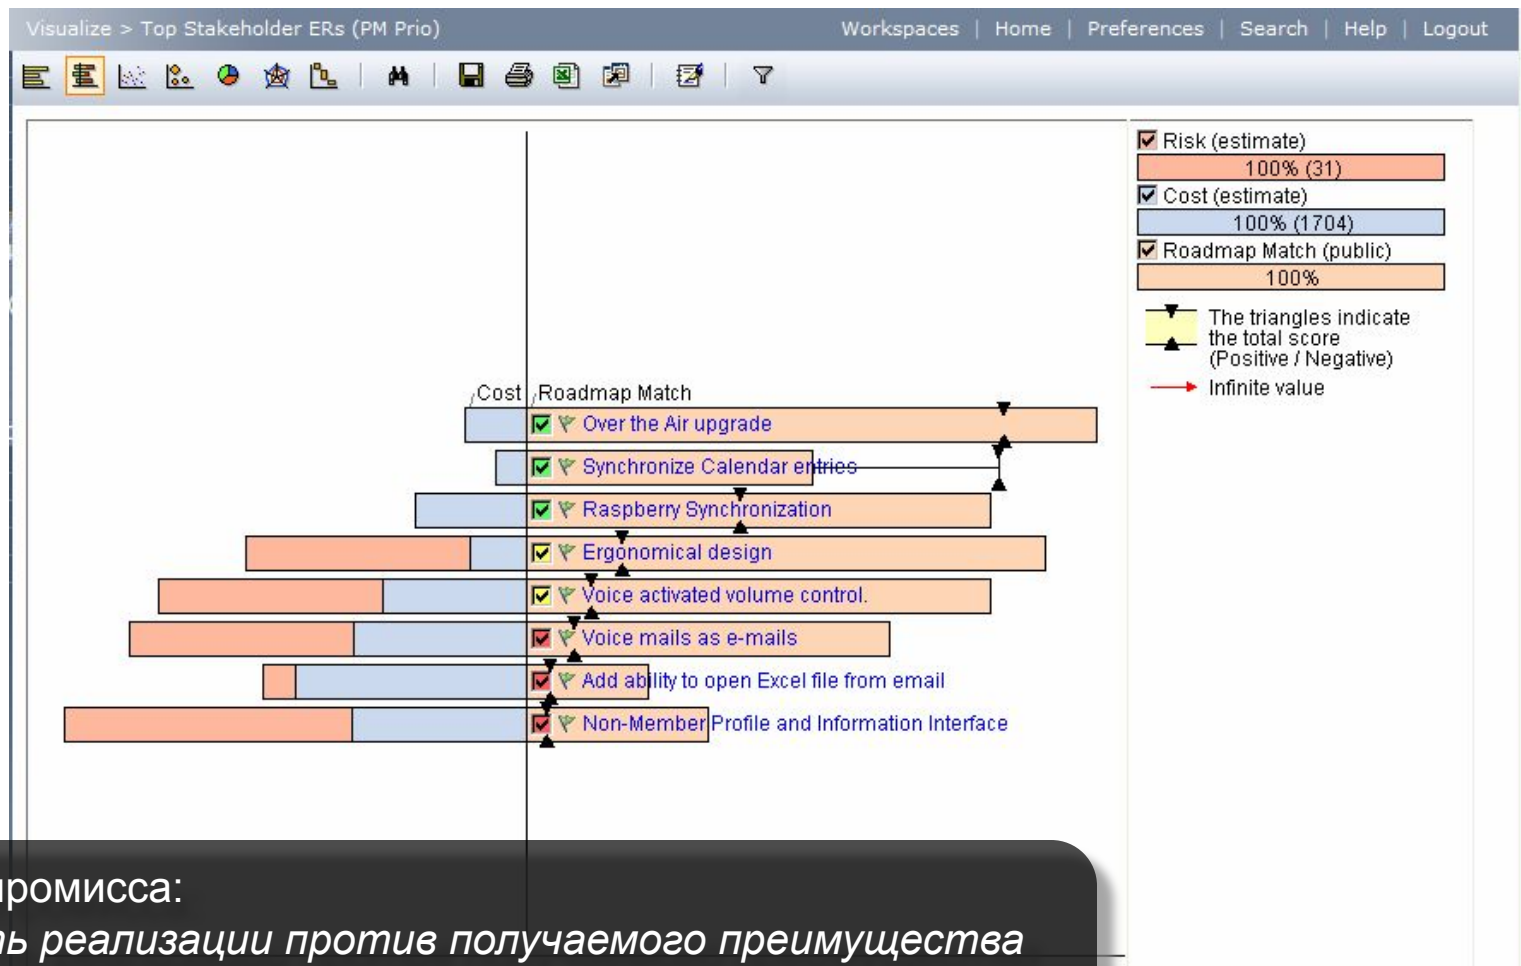 Visualize > Top Stakeholder ERs (PM Prio)
Workspaces | Home | Preferences | Search | Help | Logout
Risk (estimate)
100% (31)
Cost (estimate)
100% (1704)
Roadmap Match (public)
100%
The triangles indicate
the total score
(Positive / Negative)
Infinite value
Cost Roadmap Match
Over the Air upgrade
Synchronize Calendar entries
Raspberry Synchronization
Ergonomical design
Voice activated volume control.
Voice mails as e-mails
Add ability to open Excel file from email
Non-Member Profile and Information Interface
реализации против получаемого преимущества